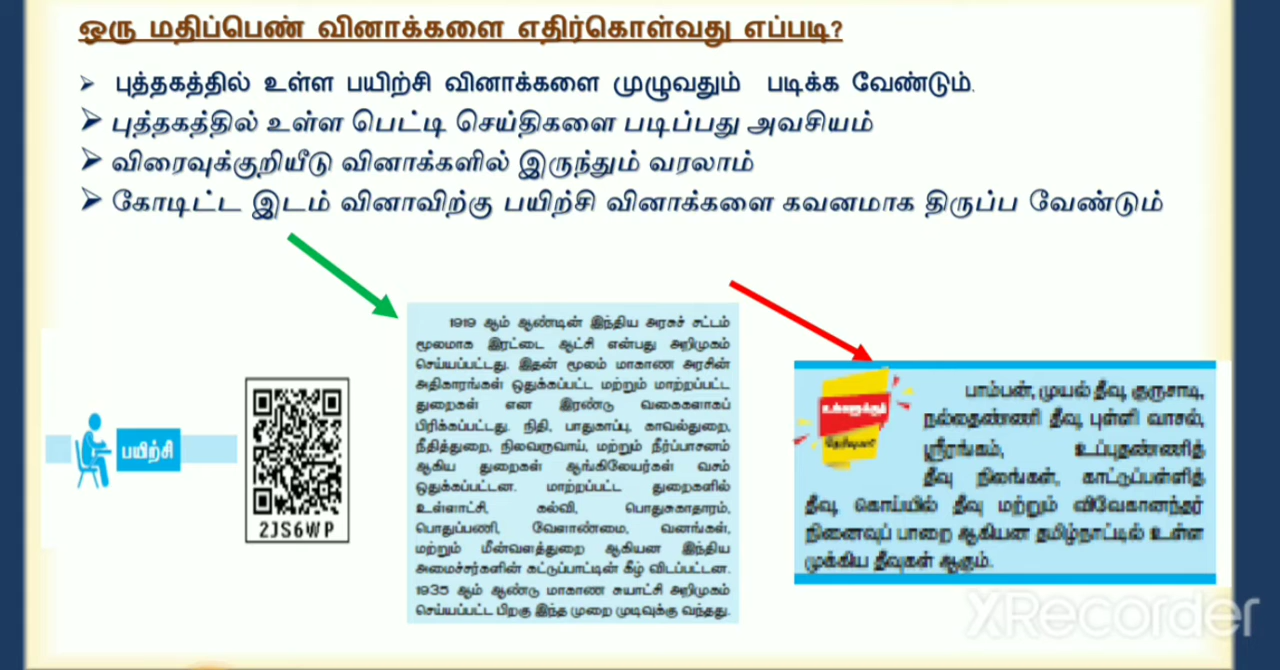 ஒரு மதிப்பெண் வினாக்களை எதிர்கொள்வது எப்படி?
➢ புத்தகத்தில் உள்ள பயிற்சி வினாக்களை முழுவதும் படிக்க வேண்டும்.
➢ புத்தகத்தில் உள்ள பெட்டி செய்திகளை படிப்பது அவசியம்
➢ விரைவுக்குறியீடு வினாக்களில் இருந்தும் வரலாம்
➢ கோடிட்ட இடம் வினாவிற்கு பயிற்சி வினாக்களை கவனமாக திருப்ப வேண்டும்
பயிற்சி
2JS6WP
1919 ஆம் ஆண்டின் இந்திய அரசுச் சட்டம்
மூலமாக இரட்டை ஆட்சி என்பது அறிமுகம்
செய்யப்பட்டது. இதன் மூலம் மாகாண அரசின்
அதிகாரங்கள் ஒதுக்கப்பட்ட மற்றும் மாற்றப்பட்ட
துறைகள் என இரண்டு வகைகளாகப்
பிரிக்கப்பட்டது. நிதி, பாதுகாப்பு, காவல்துறை,
நீதித்துறை, நிலவருவாய், மற்றும் நீர்ப்பாசனம்
ஆகிய துறைகள் ஆங்கிலேயர்கள் வசம்
ஒதுக்கப்பட்டன. மாற்றப்பட்ட துறைகளில்
உள்ளாட்சி, கல்வி, பொதுசுகாதாரம்,
பொதுப்பணி, வேளாண்மை, வனங்கள்,
மற்றும் மீன்வளத்துறை ஆகியன இந்திய
அமைச்சர்களின் கட்டுப்பாட்டின் கீழ் விடப்பட்டன.
1935 ஆம் ஆண்டு மாகாண சுயாட்சி அறிமுகம்
செய்யப்பட்ட பிறகு இந்த முறை முடிவுக்கு வந்தது.
உங்களுக்குத்
தெரியுமா?
பாம்பன், முயல் தீவு, குருசாடி,
நல்லதண்ணி தீவு, புள்ளி வாசல்,
ஸ்ரீரங்கம், உப்புதண்ணித்
தீவு நிலங்கள், காட்டுப்பள்ளித்
தீவு, கொய்யில் தீவு மற்றும் விவேகானந்தர்
நினைவுப் பாறை ஆகியன தமிழ்நாட்டில் உள்ள
முக்கிய தீவுகள் ஆகும்.
XRecorder